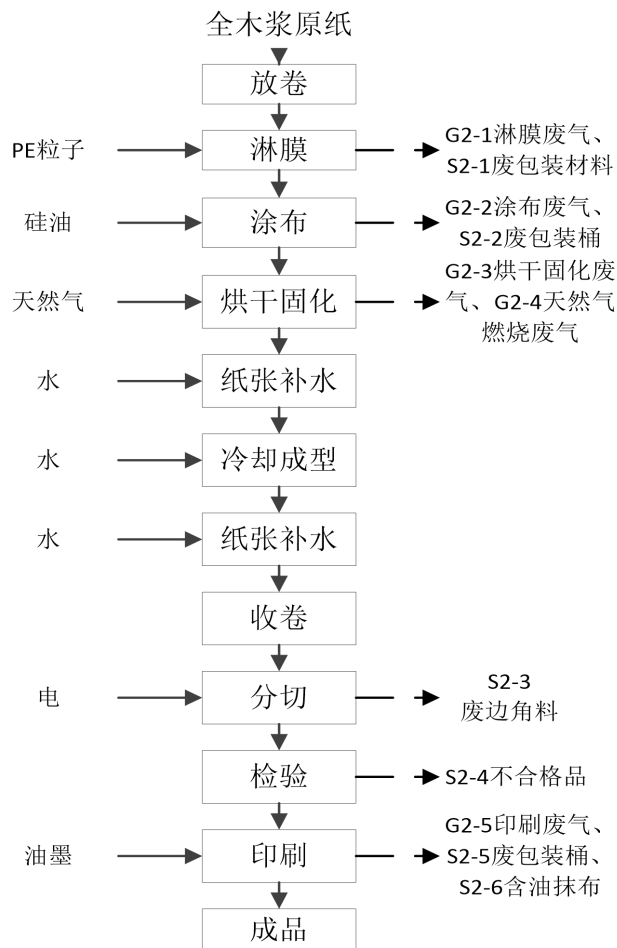 全木浆原纸
放卷
PE粒子
淋膜
G2-1淋膜废气、
S2-1废包装材料
硅油
涂布
G2-2涂布废气、
S2-2废包装桶
天然气
烘干固化
G2-3烘干固化废
气、G2-4天然气
燃烧废气
水
纸张补水
水
冷却成型
水
纸张补水
收卷
电
分切
S2-3
废边角料
检验
S2-4不合格品
油墨
印刷
G2-5印刷废气、
S2-5废包装桶、
S2-6含油抹布
成品